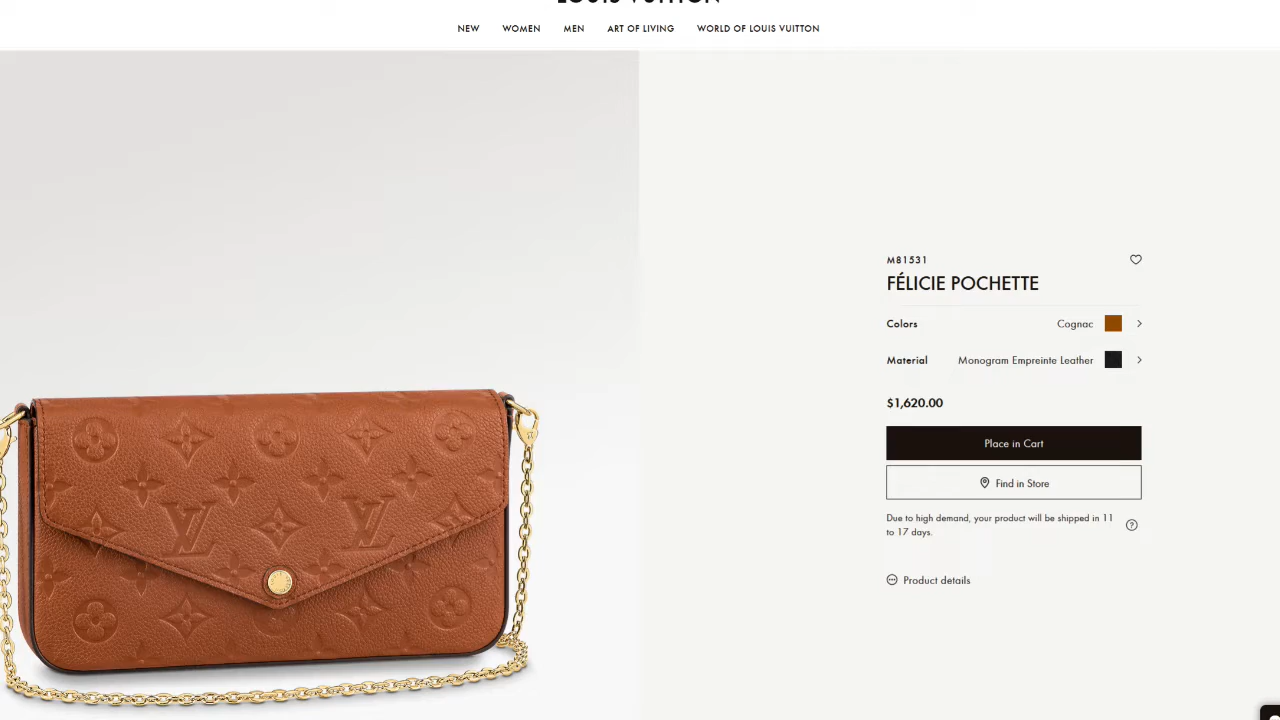 LOUIS VUITTON
NEW WOMEN MEN ART OF LIVING WORLD OF LOUIS VUITTON
M81531
FÉLICIE POCHETTE
Colors Cognac
Material Monogram Empreinte Leather
$1,620.00
Place in Cart
Find in Store
Due to high demand, your product will be shipped in 11
to 17 days.
Product details